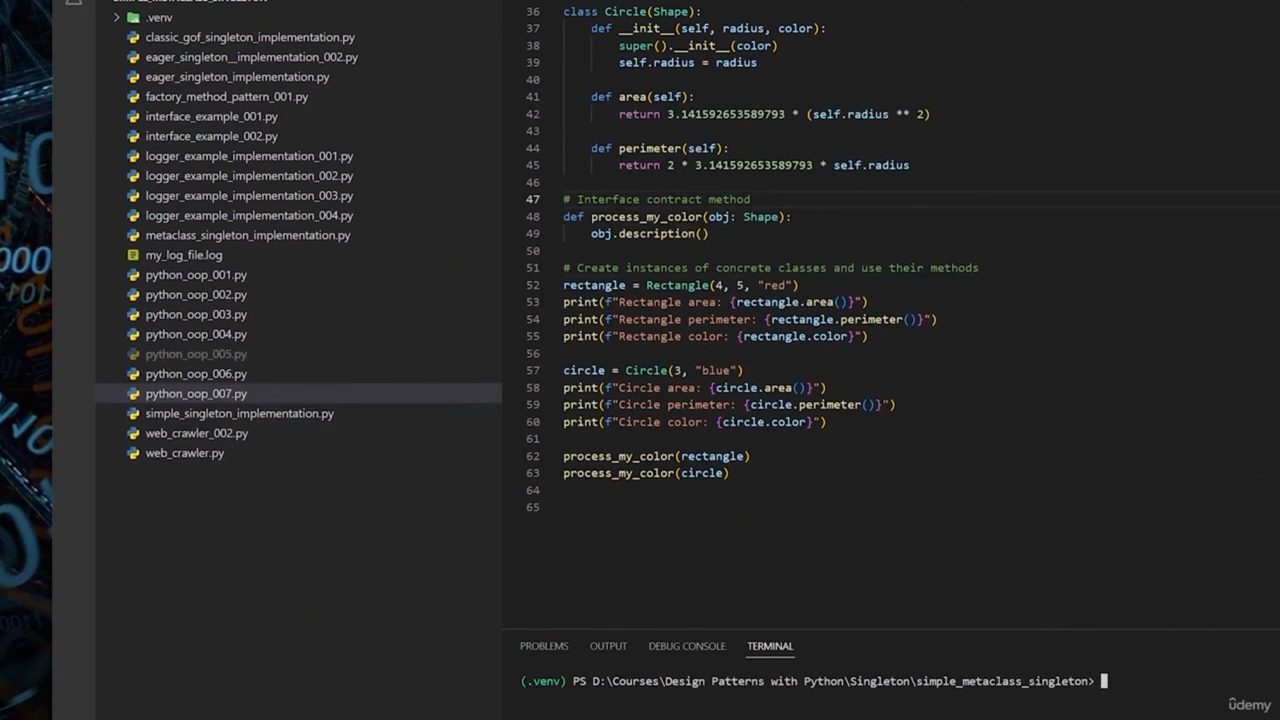 .venv
classic_gof_singleton_implementation.py
eager_singleton__implementation_002.py
eager_singleton_implementation.py
factory_method_pattern_001.py
interface_example_001.py
interface_example_002.py
logger_example_implementation_001.py
logger_example_implementation_002.py
logger_example_implementation_003.py
logger_example_implementation_004.py
metaclass_singleton_implementation.py
my_log_file.log
python_oop_001.py
python_oop_002.py
python_oop_003.py
python_oop_004.py
python_oop_005.py
python_oop_006.py
python_oop_007.py
simple_singleton_implementation.py
web_crawler_002.py
web_crawler.py
36 class Circle(Shape):
37     def __init__(self, radius, color):
38         super().__init__(color)
39         self.radius = radius
40
41     def area(self):
42         return 3.141592653589793 * (self.radius ** 2)
43
44     def perimeter(self):
45         return 2 * 3.141592653589793 * self.radius
46
47 # Interface contract method
48 def process_my_color(obj: Shape):
49     obj.description()
50
51 # Create instances of concrete classes and use their methods
52 rectangle = Rectangle(4, 5, "red")
53 print(f"Rectangle area: {rectangle.area()}")
54 print(f"Rectangle perimeter: {rectangle.perimeter()}")
55 print(f"Rectangle color: {rectangle.color}")
56
57 circle = Circle(3, "blue")
58 print(f"Circle area: {circle.area()}")
59 print(f"Circle perimeter: {circle.perimeter()}")
60 print(f"Circle color: {circle.color}")
61
62 process_my_color(rectangle)
63 process_my_color(circle)
64
65
PROBLEMS OUTPUT DEBUG CONSOLE TERMINAL
(.venv) PS D:\Courses\Design Patterns with Python\Singleton\simple_metaclass_singleton>
ûdemy